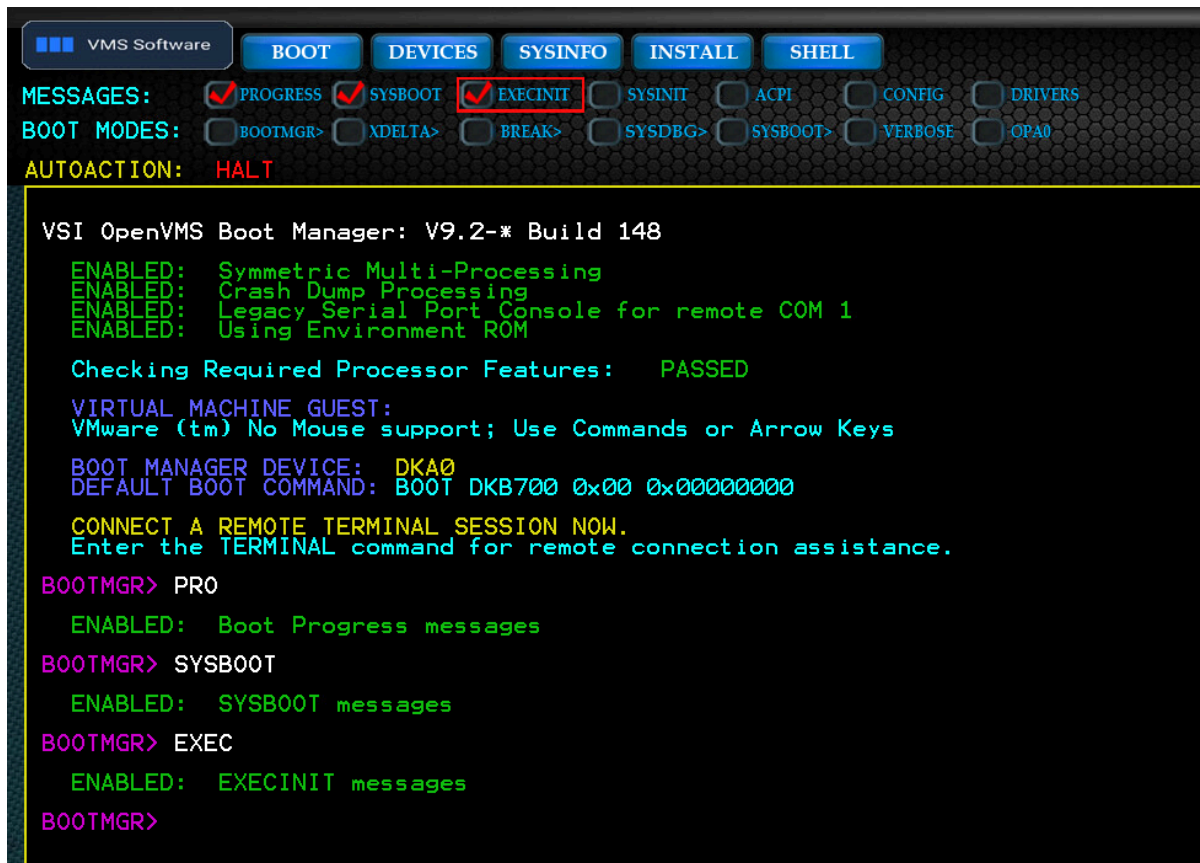 VMS Software BOOT DEVICES SYSINFO INSTALL SHELL
MESSAGES: PROGRESS SYSBOOT EXECINIT SYSINIT ACPI CONFIG DRIVERS
BOOT MODES: BOOTMGR> XDELTA> BREAK> SYSDBG> SYSBOOT> VERBOSE OPA0
AUTOACTION: HALT
VSI OpenVMS Boot Manager: V9.2-* Build 148
ENABLED: Symmetric Multi-Processing
ENABLED: Crash Dump Processing
ENABLED: Legacy Serial Port Console for remote COM 1
ENABLED: Using Environment ROM
Checking Required Processor Features: PASSED
VIRTUAL MACHINE GUEST:
VMware (tm) No Mouse support; Use Commands or Arrow Keys
BOOT MANAGER DEVICE: DKA0
DEFAULT BOOT COMMAND: BOOT DKB700 0x00 0x00000000
CONNECT A REMOTE TERMINAL SESSION NOW.
Enter the TERMINAL command for remote connection assistance.
BOOTMGR> PRO
ENABLED: Boot Progress messages
BOOTMGR> SYSBOOT
ENABLED: SYSBOOT messages
BOOTMGR> EXEC
ENABLED: EXECINIT messages
BOOTMGR>